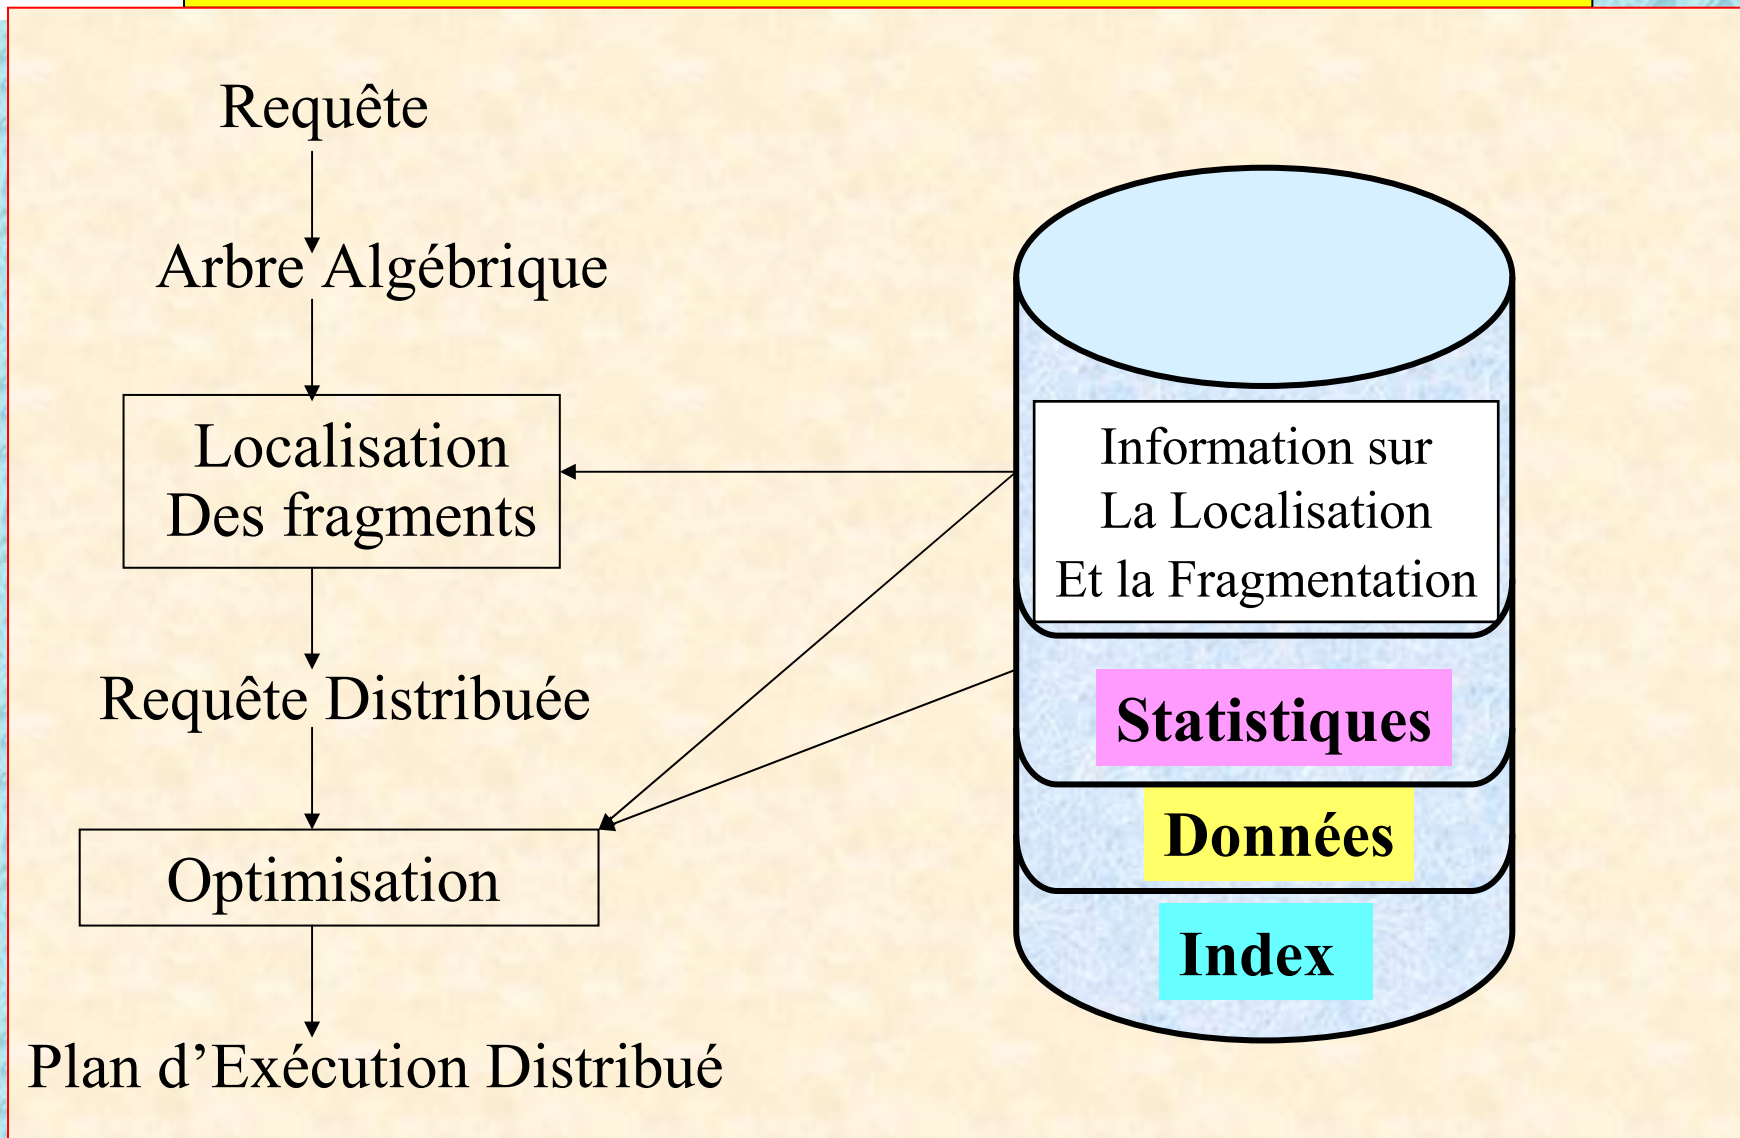 Requête
Arbre Algébrique
Localisation
Des fragments
Requête Distribuée
Optimisation
Plan d’Exécution Distribué
Information sur
La Localisation
Et la Fragmentation
Statistiques
Données
Index